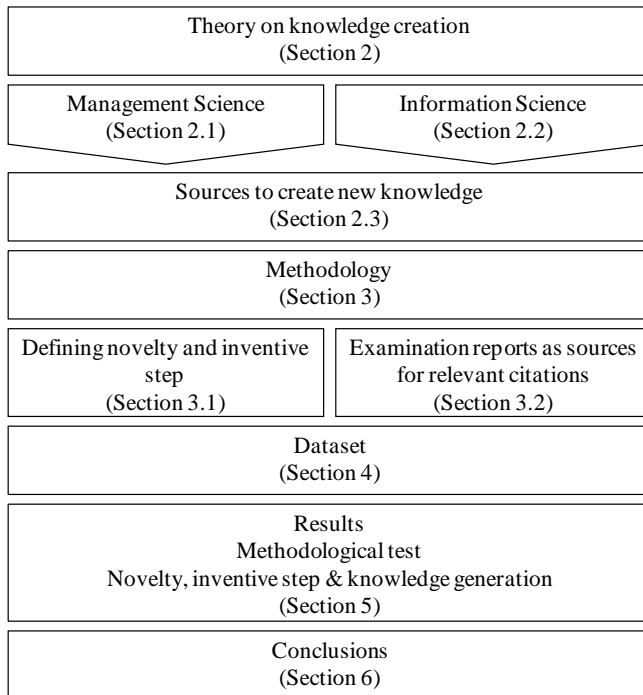 Theory on knowledge creation
(Section 2)
Management Science
(Section 2.1)
Information Science
(Section 2.2)
Sources to create new knowledge
(Section 2.3)
Methodology
(Section 3)
Defining novelty and inventive
step
(Section 3.1)
Examination reports as sources
for relevant citations
(Section 3.2)
Dataset
(Section 4)
Results
Methodological test
Novelty, inventive step & knowledge generation
(Section 5)
Conclusions
(Section 6)